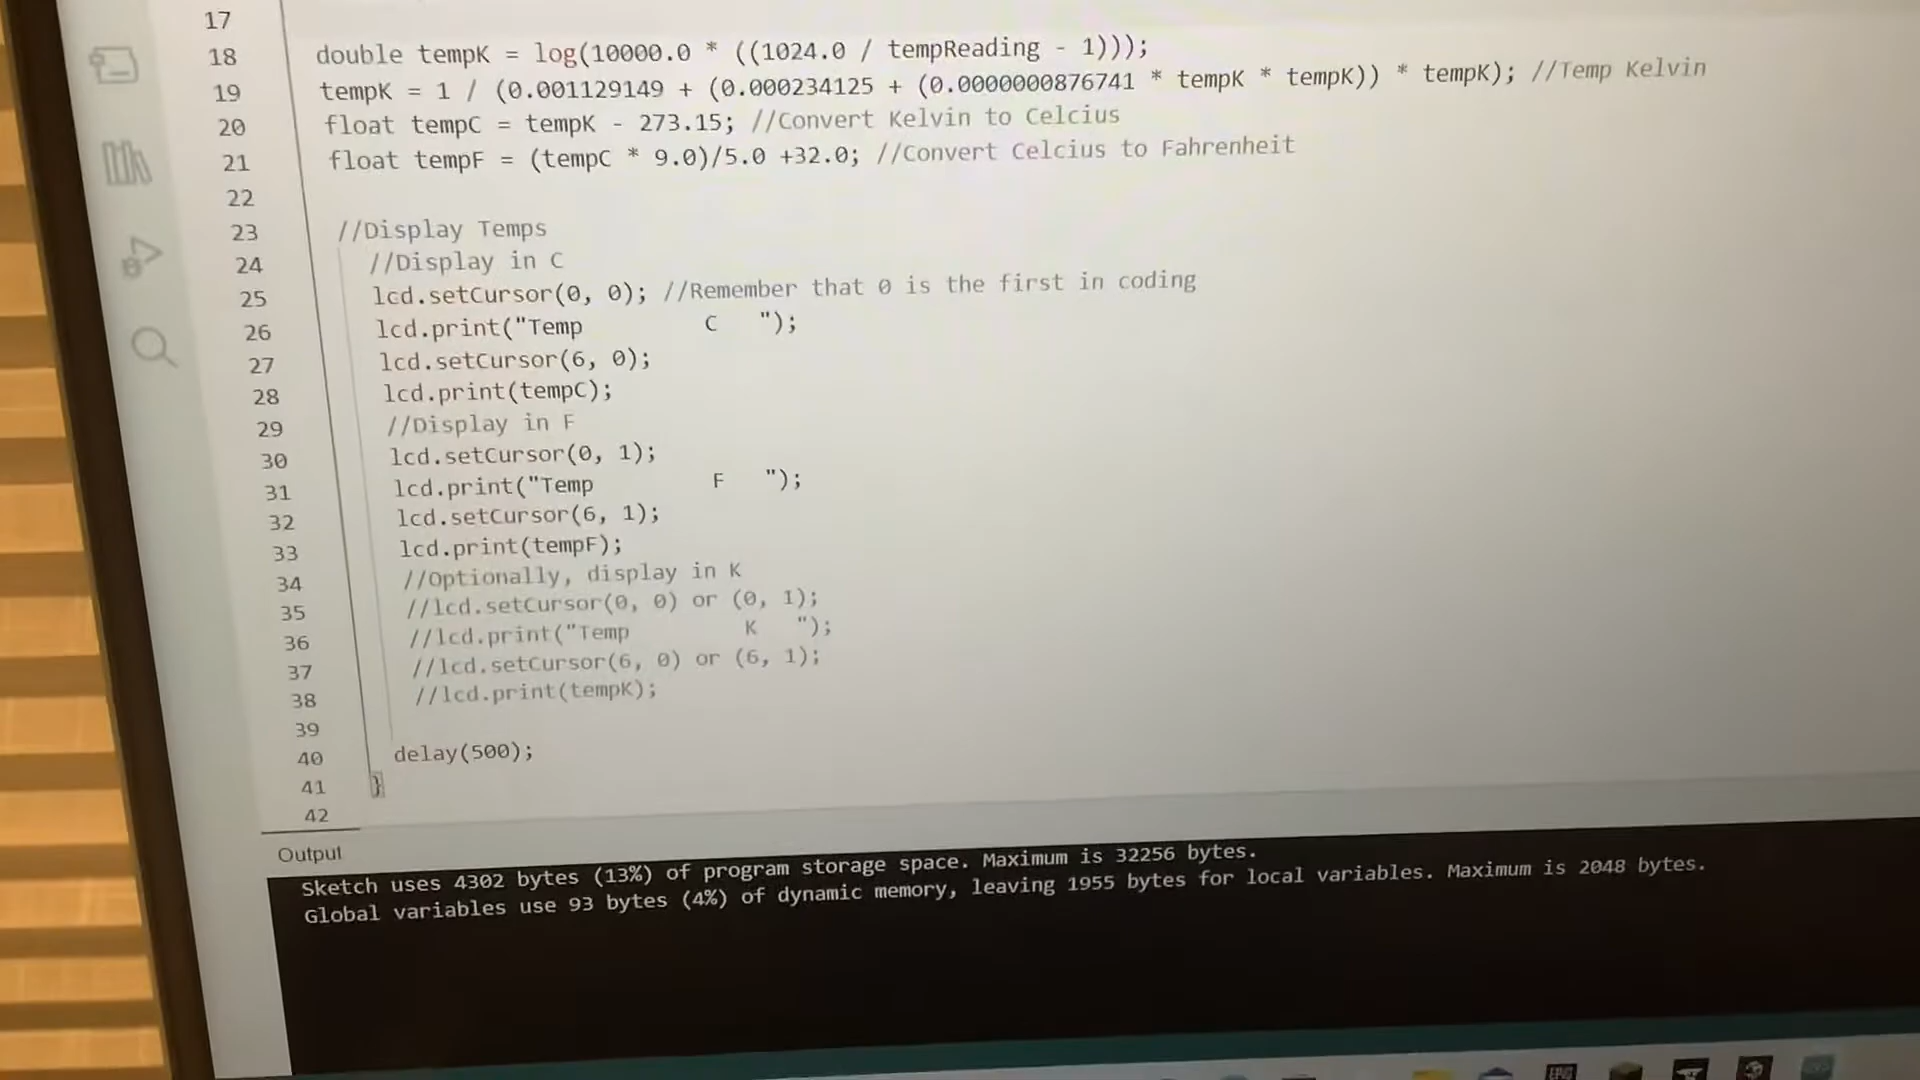 17
18 double tempK = log(10000.0 * ((1024.0 / tempReading - 1)));
19 tempK = 1 / (0.001129149 + (0.000234125 + (0.0000000876741 * tempK * tempK)) * tempK); //Temp Kelvin
20 float tempC = tempK - 273.15; //Convert Kelvin to Celcius
21 float tempF = (tempC * 9.0)/5.0 +32.0; //Convert Celcius to Fahrenheit
22
23 //Display Temps
24 //Display in C
25 lcd.setCursor(0, 0); //Remember that 0 is the first in coding
26 lcd.print("Temp          C   ");
27 lcd.setCursor(6, 0);
28 lcd.print(tempC);
29 //Display in F
30 lcd.setCursor(0, 1);
31 lcd.print("Temp          F   ");
32 lcd.setCursor(6, 1);
33 lcd.print(tempF);
34 //Optionally, display in K
35 //lcd.setCursor(0, 0) or (0, 1);
36 //lcd.print("Temp          K   ");
37 //lcd.setCursor(6, 0) or (6, 1);
38 //lcd.print(tempK);
39
40 delay(500);
41 }
42
Output
Sketch uses 4302 bytes (13%) of program storage space. Maximum is 32256 bytes.
Global variables use 93 bytes (4%) of dynamic memory, leaving 1955 bytes for local variables. Maximum is 2048 bytes.
EPIC